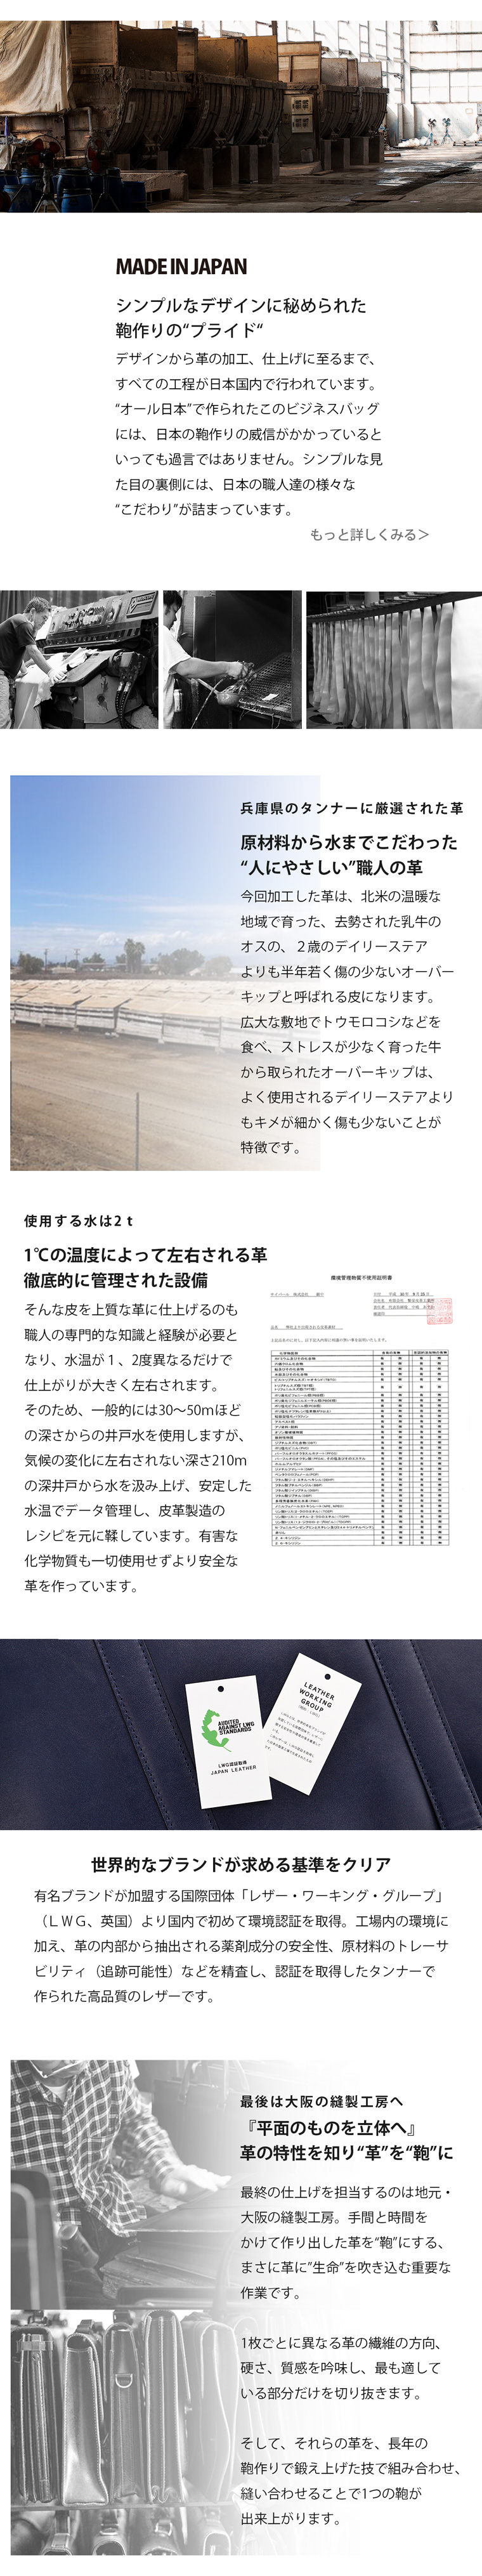 MADE IN JAPAN
シンプルなデザインに秘められた
鞄作りの“プライド“
デザインから革の加工、仕上げに至るまで、
すべての工程が日本国内で行われています。
“オール日本”で作られたこのビジネスバッグ
には、日本の鞄作りの威信がかかっていると
いっても過言ではありません。シンプルな見
た目の裏側には、日本の職人達の様々な
“こだわり”が詰まっています。
もっと詳しくみる＞
兵庫県のタンナーに厳選された革
原材料から水までこだわった
“人にやさしい”職人の革
今回加工した革は、北米の温暖な
地域で育った、去勢された乳牛の
オスの、２歳のデイリーステア
よりも半年若く傷の少ないオーバー
キップと呼ばれる皮になります。
広大な敷地でトウモロコシなどを
食べ、ストレスが少なく育った牛
から取られたオーバーキップは、
よく使用されるデイリーステアより
もキメが細かく傷も少ないことが
特徴です。
使用する水は2ｔ
1℃の温度によって左右される革
徹底的に管理された設備
そんな皮を上質な革に仕上げるのも
職人の専門的な知識と経験が必要と
なり、水温が１、2度異なるだけで
仕上がりが大きく左右されます。
そのため、一般的には30〜50mほど
の深さからの井戸水を使用しますが、
気候の変化に左右されない深さ210m
の深井戸から水を汲み上げ、安定した
水温でデータ管理し、皮革製造の
レシピを元に鞣しています。有害な
化学物質も一切使用せずより安全な
革を作っています。
環境管理物質不使用証明書
AUDITED
AGAINST LWG
STANDARDS
LWG認証取得
JAPAN LEATHER
LEATHER
WORKING
GROUP
世界的なブランドが求める基準をクリア
有名ブランドが加盟する国際団体「レザー・ワーキング・グループ」
（ＬＷＧ、英国）より国内で初めて環境認証を取得。工場内の環境に
加え、革の内部から抽出される薬剤成分の安全性、原材料のトレーサ
ビリティ（追跡可能性）などを精査し、認証を取得したタンナーで
作られた高品質のレザーです。
最後は大阪の縫製工房へ
『平面のものを立体へ』
革の特性を知り“革”を“鞄”に
最終の仕上げを担当するのは地元・
大阪の縫製工房。手間と時間を
かけて作り出した革を“鞄”にする、
まさに革に”生命”を吹き込む重要な
作業です。
1枚ごとに異なる革の繊維の方向、
硬さ、質感を吟味し、最も適して
いる部分だけを切り抜きます。
そして、それらの革を、長年の
鞄作りで鍛え上げた技で組み合わせ、
縫い合わせることで1つの鞄が
出来上がります。